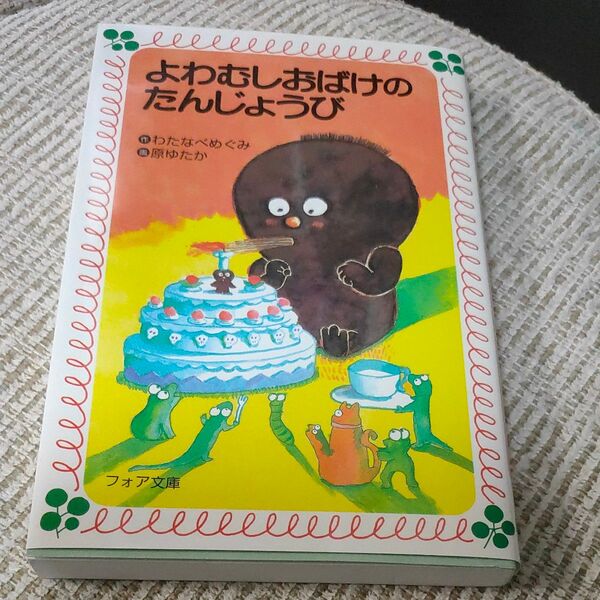 よわむしおばけの
たんじょうび
作 わたなべめぐみ
画 原ゆたか
フォア文庫